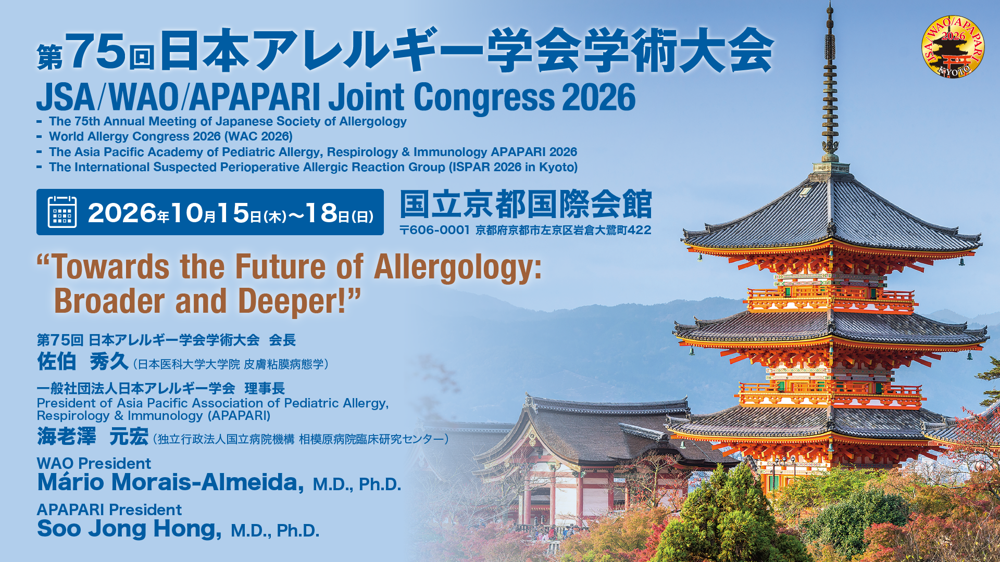 第75回日本アレルギー学会学術大会
JSA/WAO/APAPARI Joint Congress 2026
- The 75th Annual Meeting of Japanese Society of Allergology
- World Allergy Congress 2026 (WAC 2026)
- The Asia Pacific Academy of Pediatric Allergy, Respirology & Immunology APAPARI 2026
- The International Suspected Perioperative Allergic Reaction Group (ISPAR 2026 in Kyoto)
2026年10月15日(木)～18日(日)
国立京都国際会館
〒606-0001 京都府京都市左京区岩倉大鷺町422
“Towards the Future of Allergology:
Broader and Deeper!”
第75回 日本アレルギー学会学術大会 会長
佐伯 秀久（日本医科大学大学院 皮膚粘膜病態学）
一般社団法人日本アレルギー学会 理事長
President of Asia Pacific Association of Pediatric Allergy,
Respirology & Immunology (APAPARI)
海老澤 元宏（独立行政法人国立病院機構 相模原病院臨床研究センター）
WAO President
Mário Morais-Almeida, M.D., Ph.D.
APAPARI President
Soo Jong Hong, M.D., Ph.D.
JSA/WAO/APAPARI
2026
KYOTO